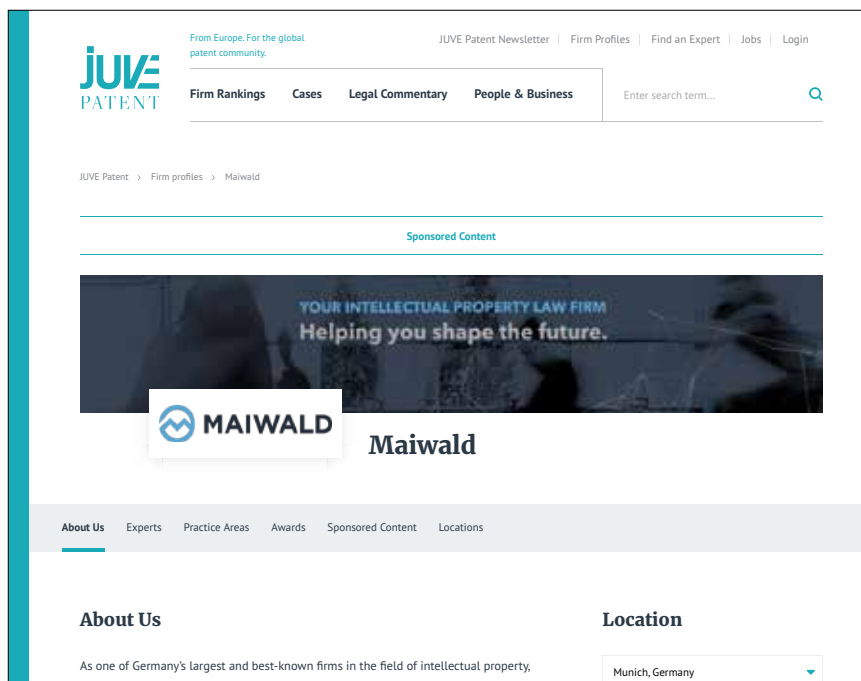 From Europe. For the global
patent community.
JUVE Patent Newsletter | Firm Profiles | Find an Expert | Jobs | Login
JUVE
PATENT
Firm Rankings Cases Legal Commentary People & Business
Enter search term...
JUVE Patent > Firm profiles > Maiwald
Sponsored Content
YOUR INTELLECTUAL PROPERTY LAW FIRM
Helping you shape the future.
MAIWALD
Maiwald
About Us Experts Practice Areas Awards Sponsored Content Locations
About Us
Location
As one of Germany's largest and best-known firms in the field of intellectual property,
Munich, Germany